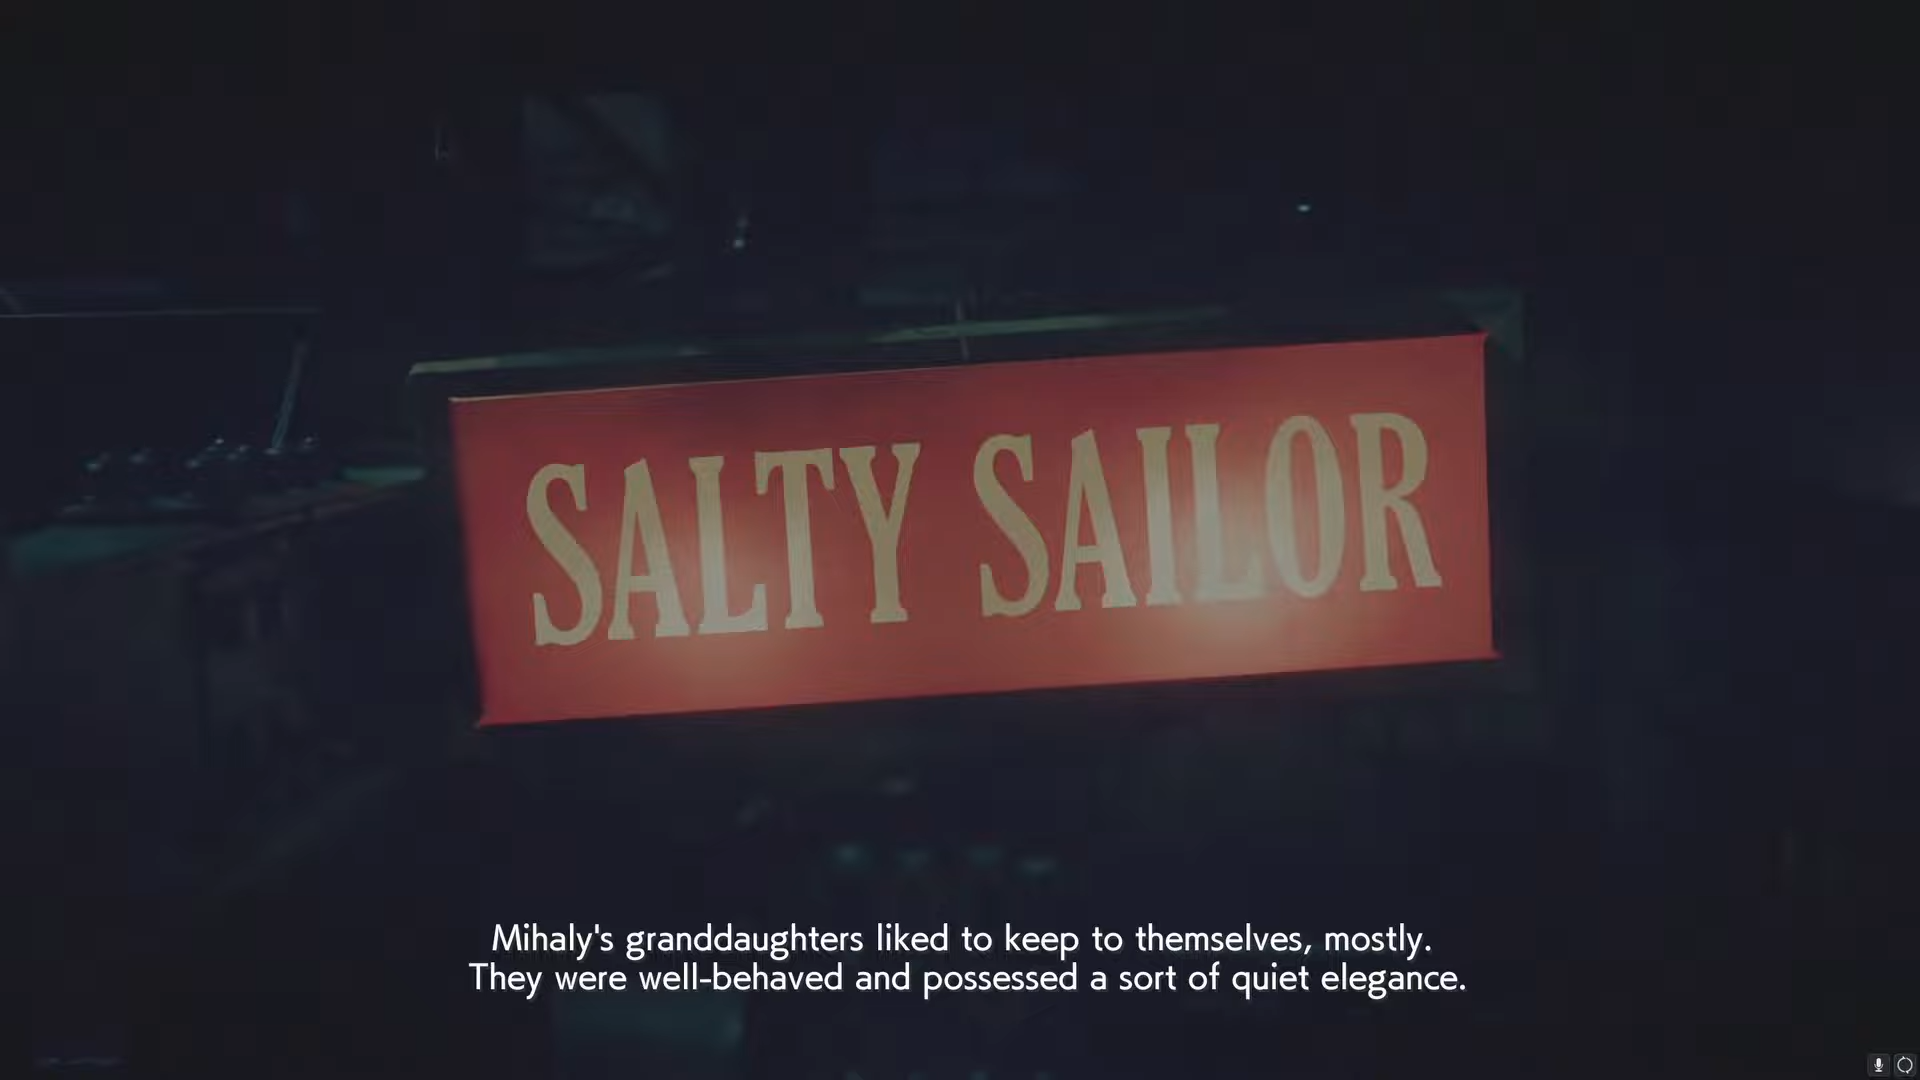 SALTY SAILOR
Mihaly's granddaughters liked to keep to themselves, mostly.
They were well-behaved and possessed a sort of quiet elegance.